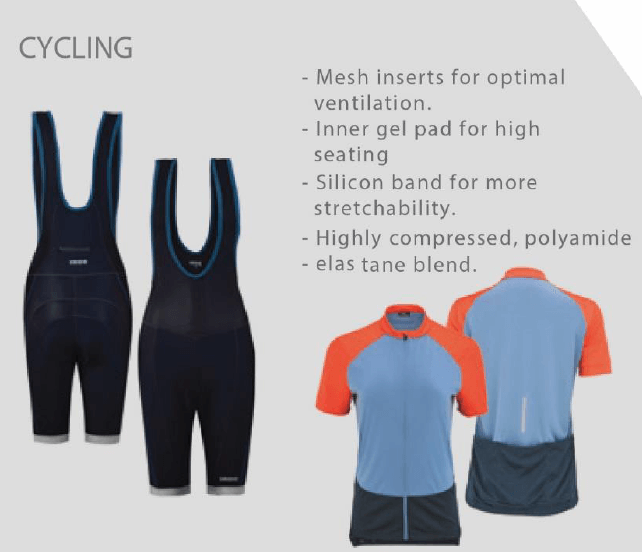 CYCLING
- Mesh inserts for optimal
ventilation.
- Inner gel pad for high
seating
- Silicon band for more
stretchability.
- Highly compressed, polyamide
- elas tane blend.